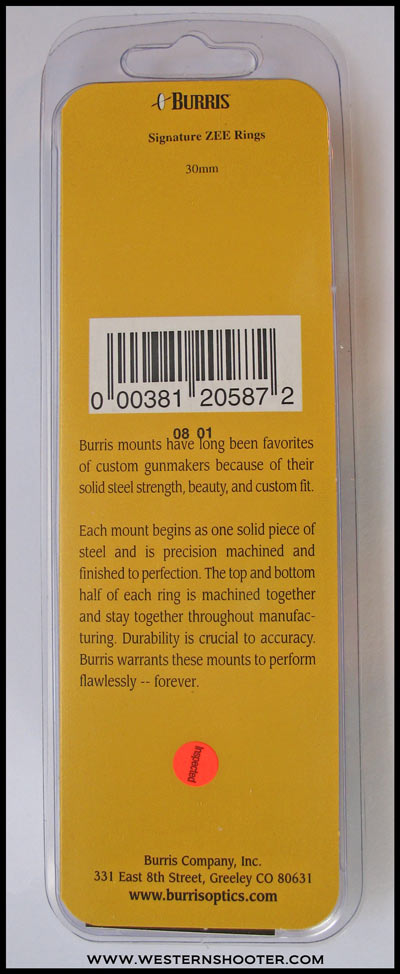 BURRIS
Signature ZEE Rings
30mm
0 00381 20587 2
08 01
Burris mounts have long been favorites
of custom gunmakers because of their
solid steel strength, beauty, and custom fit.
Each mount begins as one solid piece of
steel and is precision machined and
finished to perfection. The top and bottom
half of each ring is machined together
and stay together throughout manufac-
turing. Durability is crucial to accuracy.
Burris warrants these mounts to perform
flawlessly -- forever.
Inspected
Burris Company, Inc.
331 East 8th Street, Greeley CO 80631
www.burrisoptics.com
WWW.WESTERNSHOOTER.COM